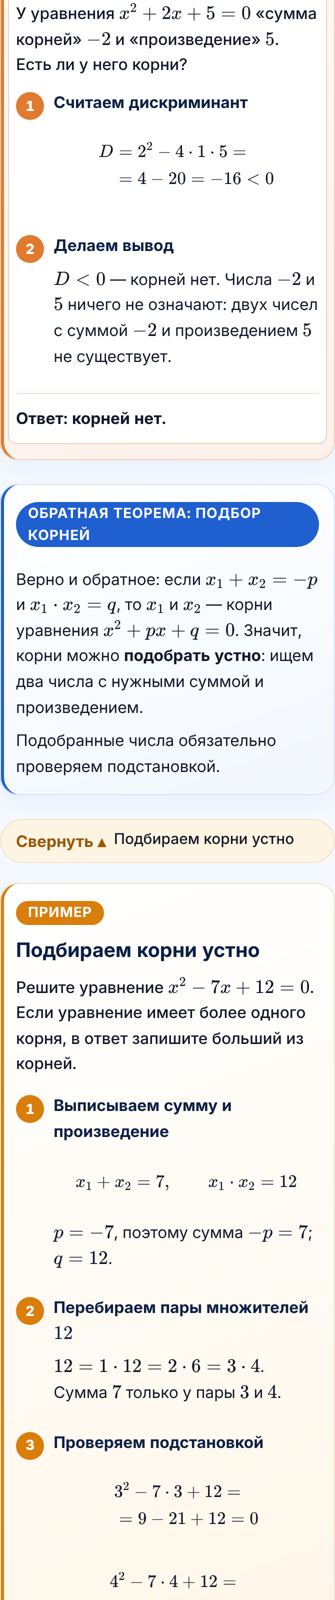 У уравнения x² + 2x + 5 = 0 «сумма
корней» −2 и «произведение» 5.
Есть ли у него корни?
1 Считаем дискриминант
D = 2² − 4 · 1 · 5 =
= 4 − 20 = −16 < 0
2 Делаем вывод
D < 0 — корней нет. Числа −2 и
5 ничего не означают: двух чисел
с суммой −2 и произведением 5
не существует.
Ответ: корней нет.
ОБРАТНАЯ ТЕОРЕМА: ПОДБОР
КОРНЕЙ
Верно и обратное: если x₁ + x₂ = −p
и x₁ · x₂ = q, то x₁ и x₂ — корни
уравнения x² + px + q = 0. Значит,
корни можно подобрать устно: ищем
два числа с нужными суммой и
произведением.
Подобранные числа обязательно
проверяем подстановкой.
Свернуть ▴ Подбираем корни устно
ПРИМЕР
Подбираем корни устно
Решите уравнение x² − 7x + 12 = 0.
Если уравнение имеет более одного
корня, в ответ запишите больший из
корней.
1 Выписываем сумму и
произведение
x₁ + x₂ = 7, x₁ · x₂ = 12
p = −7, поэтому сумма −p = 7;
q = 12.
2 Перебираем пары множителей
12
12 = 1 · 12 = 2 · 6 = 3 · 4.
Сумма 7 только у пары 3 и 4.
3 Проверяем подстановкой
3² − 7 · 3 + 12 =
= 9 − 21 + 12 = 0
4² − 7 · 4 + 12 =